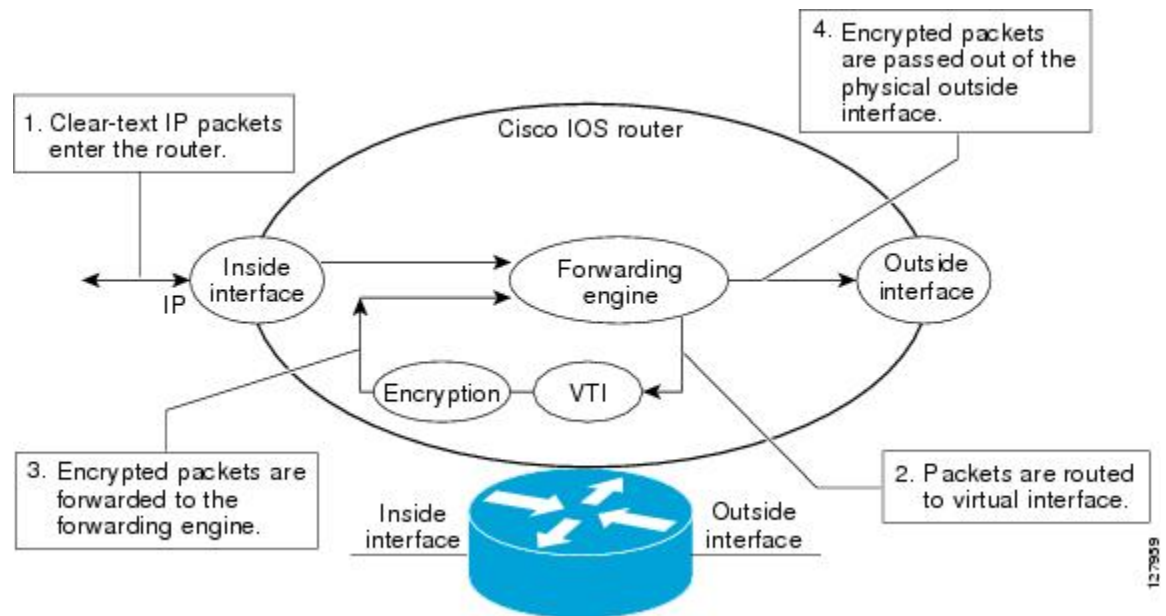 4. Encrypted packets
are passed out of the
physical outside
interface.
1. Clear-text IP packets
enter the router.
Cisco IOS router
Inside
interface
IP
Forwarding
engine
Outside
interface
Encryption
VTI
3. Encrypted packets are
forwarded to the
forwarding engine.
2. Packets are routed
to virtual interface.
Inside
interface
Outside
interface
127959